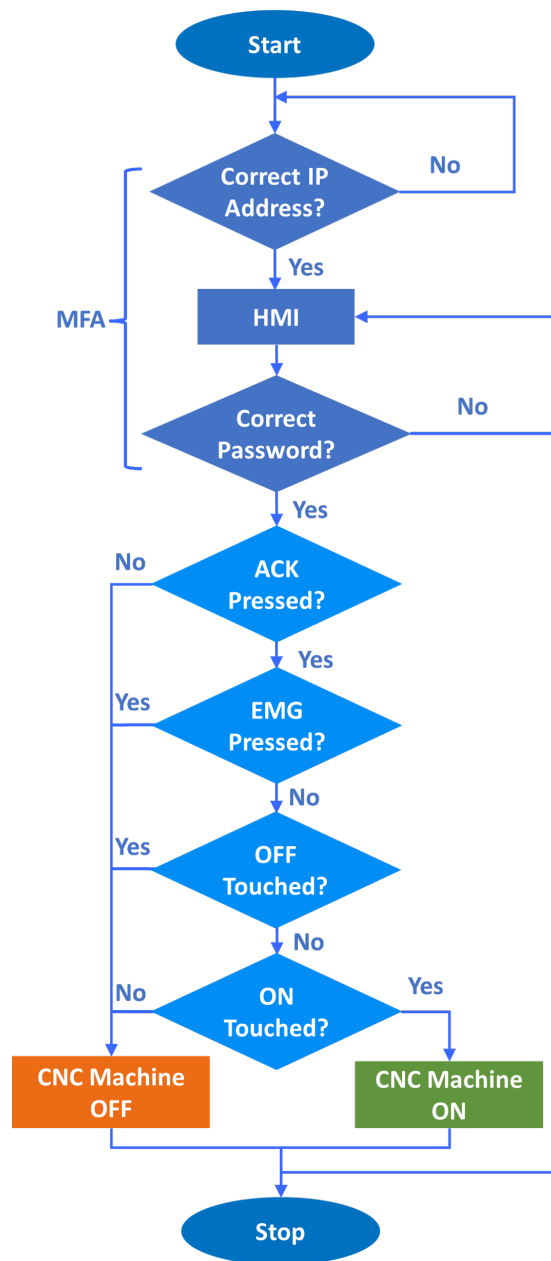 Start
Correct IP
Address?
No
Yes
MFA
HMI
Correct
Password?
No
Yes
No
ACK
Pressed?
Yes
Yes
EMG
Pressed?
No
Yes
OFF
Touched?
No
No
ON
Touched?
Yes
CNC Machine
OFF
CNC Machine
ON
Stop